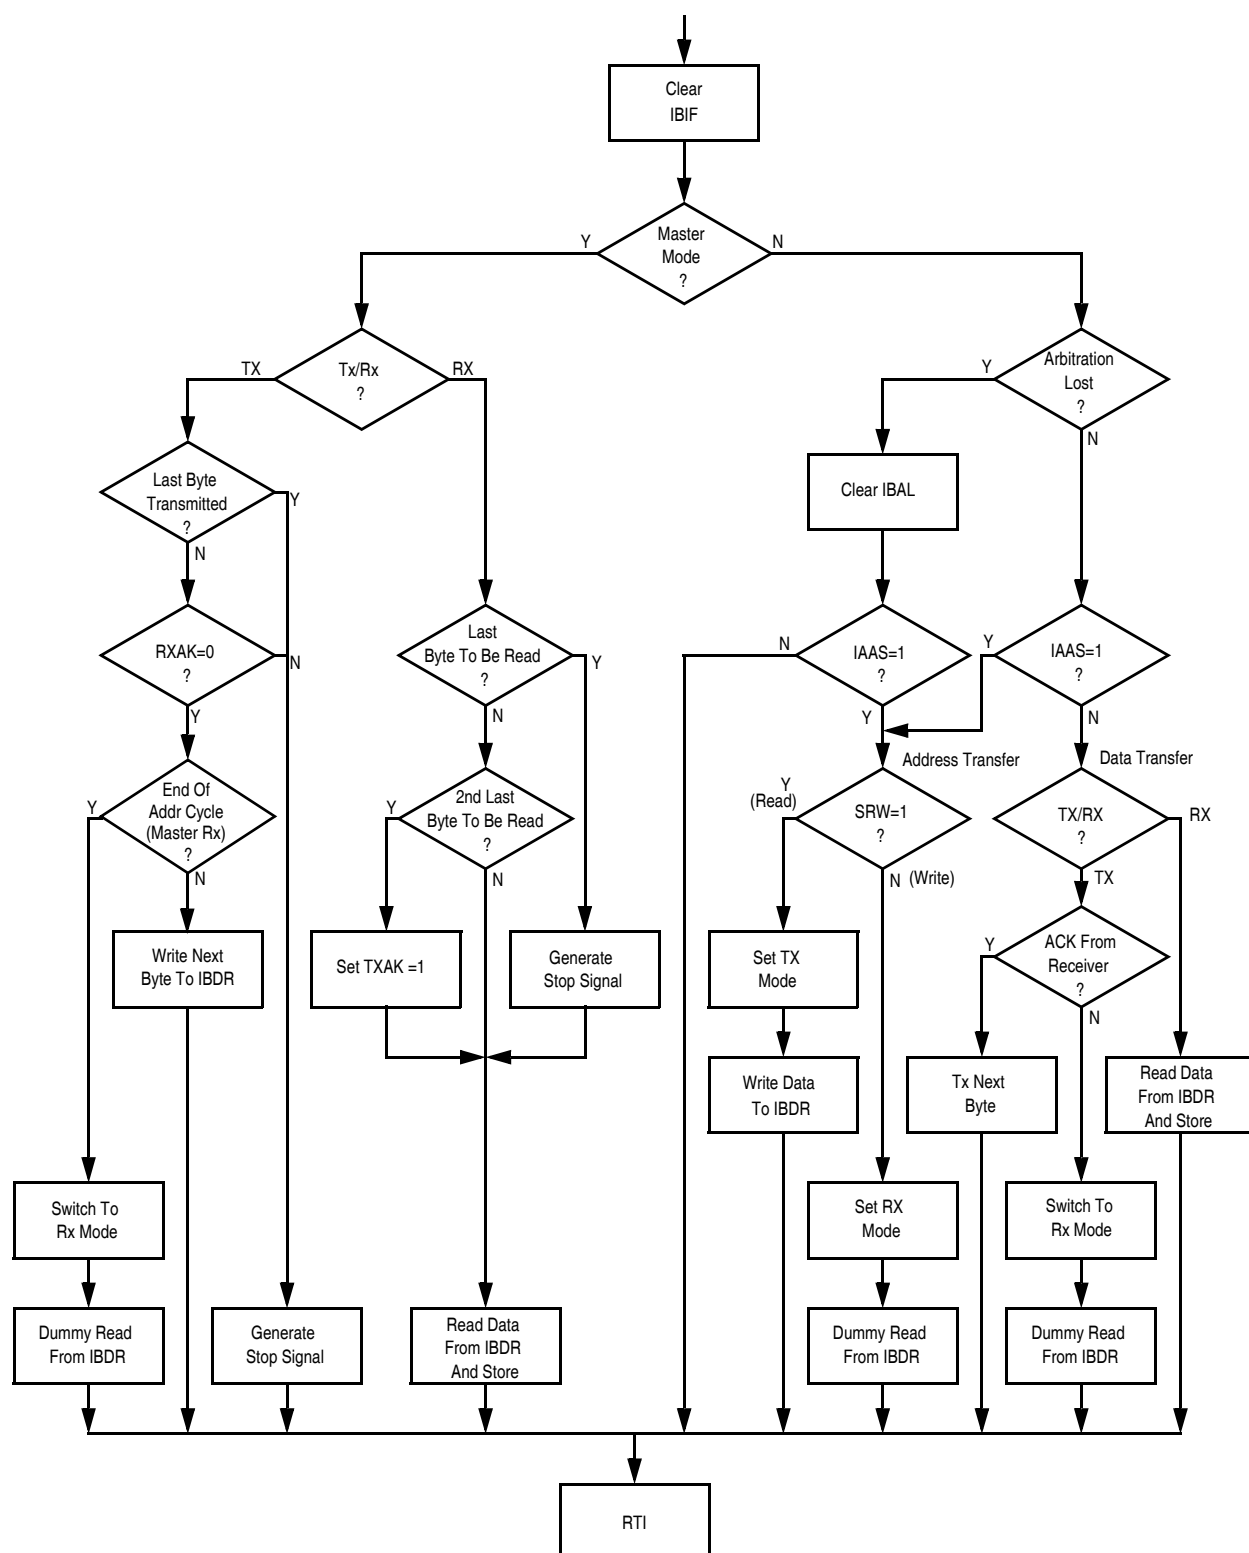 Clear
IBIF
Master
Mode
?
Y
N
Tx/Rx
?
TX
RX
Arbitration
Lost
?
Y
N
Last Byte
Transmitted
?
Y
N
Clear IBAL
RXAK=0
?
N
Y
Last
Byte To Be Read
?
Y
N
IAAS=1
?
N
Y
IAAS=1
?
Y
N
Address Transfer
Data Transfer
End Of
Addr Cycle
(Master Rx)
?
Y
N
2nd Last
Byte To Be Read
?
Y
N
Y
(Read)
SRW=1
?
N (Write)
TX/RX
?
RX
TX
Write Next
Byte To IBDR
Set TXAK =1
Generate
Stop Signal
Set TX
Mode
ACK From
Receiver
?
Y
N
Write Data
To IBDR
Tx Next
Byte
Read Data
From IBDR
And Store
Switch To
Rx Mode
Set RX
Mode
Switch To
Rx Mode
Dummy Read
From IBDR
Generate
Stop Signal
Read Data
From IBDR
And Store
Dummy Read
From IBDR
Dummy Read
From IBDR
RTI